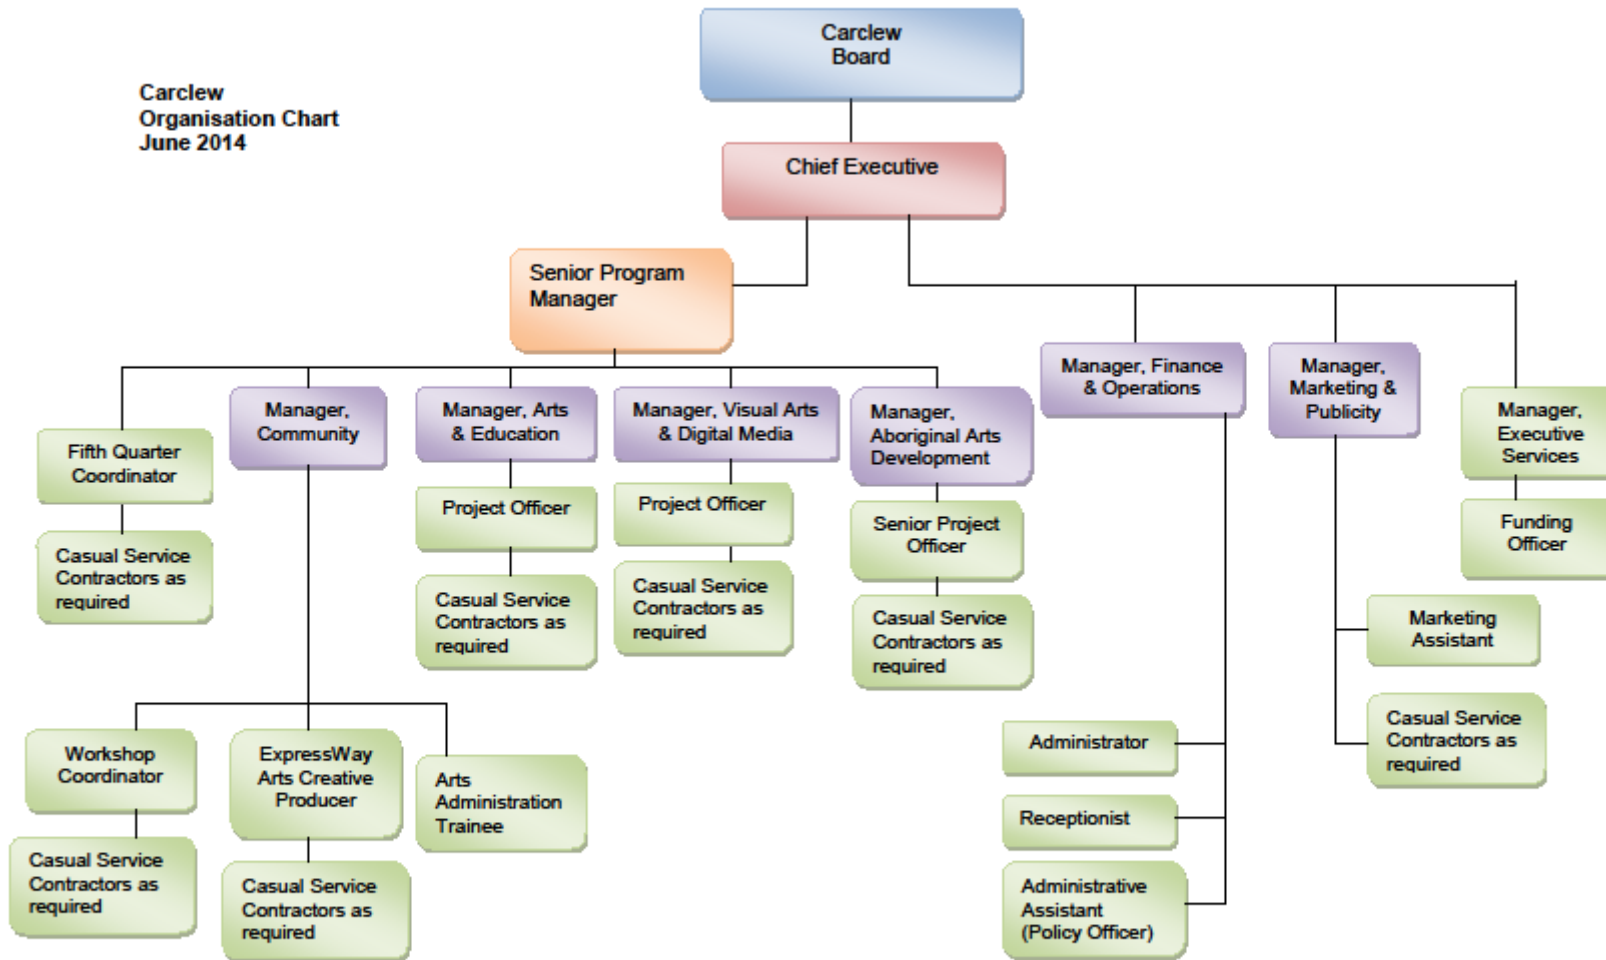 Carclew
Board
Carclew
Organisation Chart
June 2014
Chief Executive
Senior Program
Manager
Manager, Finance
& Operations
Manager,
Marketing &
Publicity
Manager,
Executive
Services
Fifth Quarter
Coordinator
Manager,
Community
Manager, Arts
& Education
Manager, Visual Arts
& Digital Media
Manager,
Aboriginal Arts
Development
Project Officer
Project Officer
Senior Project
Officer
Funding
Officer
Casual Service
Contractors as
required
Casual Service
Contractors as
required
Casual Service
Contractors as
required
Casual Service
Contractors as
required
Marketing
Assistant
Casual Service
Contractors as
required
Workshop
Coordinator
ExpressWay
Arts Creative
Producer
Arts
Administration
Trainee
Administrator
Receptionist
Administrative
Assistant
(Policy Officer)
Casual Service
Contractors as
required
Casual Service
Contractors as
required